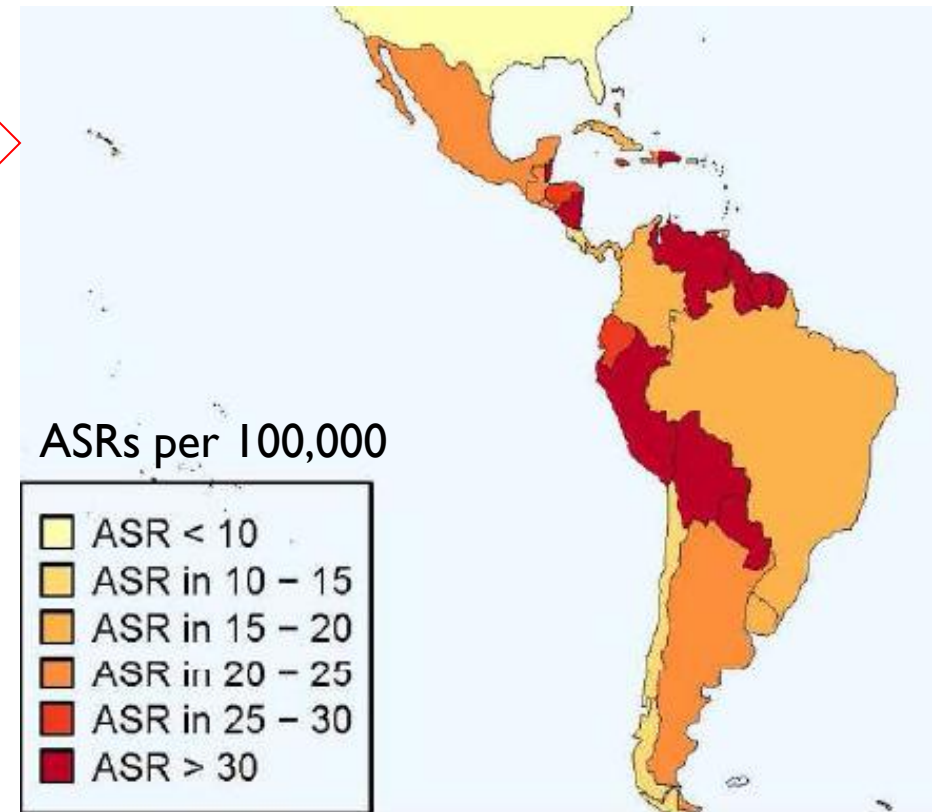 ASRs per 100,000
ASR < 10
ASR in 10 – 15
ASR in 15 – 20
ASR in 20 – 25
ASR in 25 – 30
ASR > 30